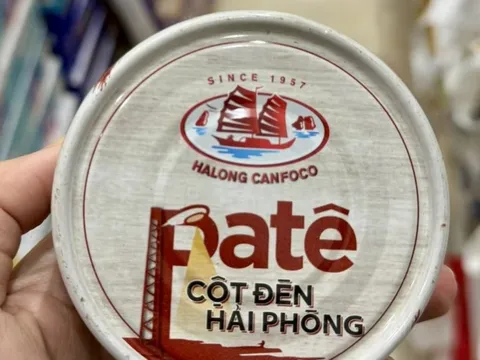 SINCE 1957
HALONG CANFOCO
patê
CỘT ĐÈN
HẢI PHÒNG